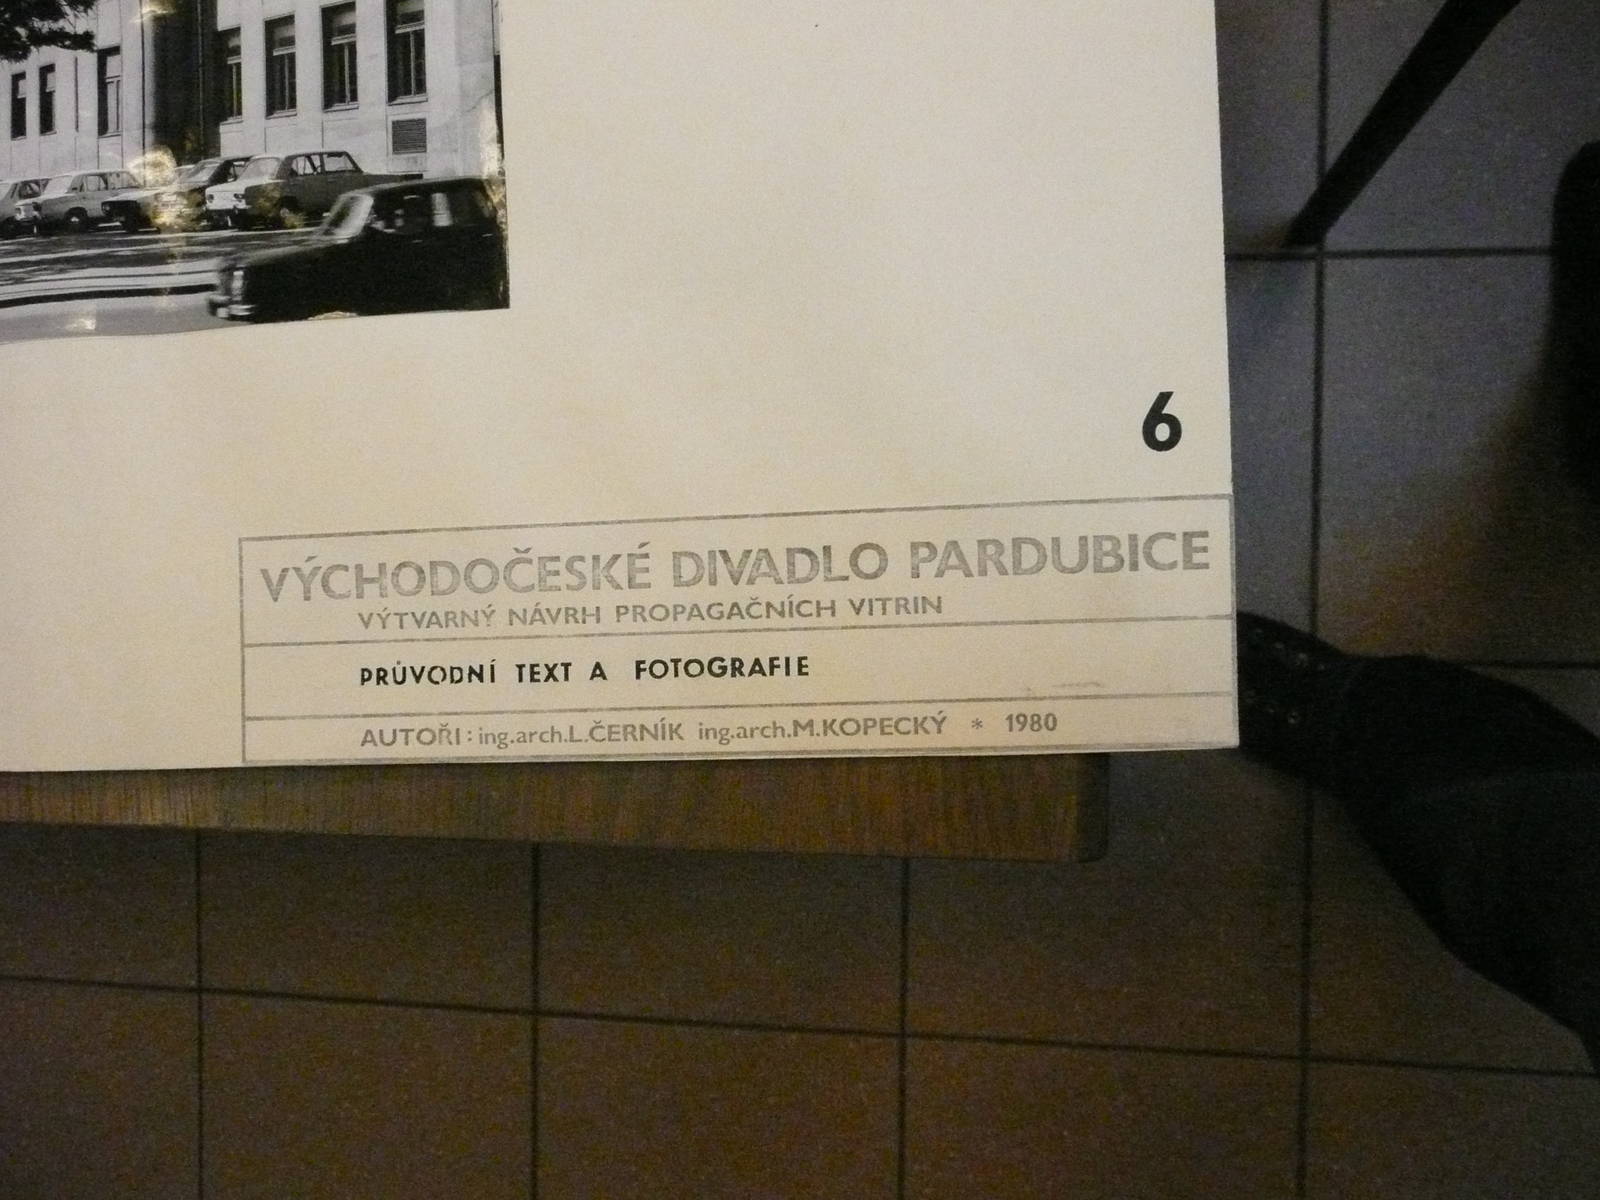 6
VÝCHODOČESKÉ DIVADLO PARDUBICE
VÝTVARNÝ NÁVRH PROPAGAČNÍCH VITRIN
PRŮVODNÍ TEXT A FOTOGRAFIE
AUTOŘI: ing.arch.L.ČERNÍK ing.arch.M.KOPECKÝ * 1980